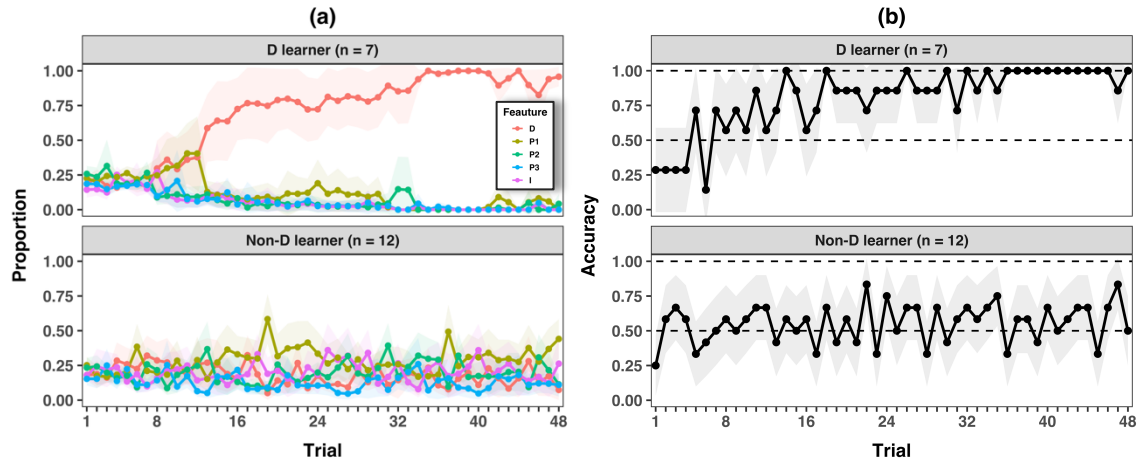 (a)
D learner (n = 7)
1.00
0.75
0.50
0.25
0.00
Feauture
D
P1
P2
P3
I
Non-D learner (n = 12)
1.00
0.75
0.50
0.25
0.00
1 8 16 24 32 40 48
Trial
Proportion
(b)
D learner (n = 7)
1.00
0.75
0.50
0.25
0.00
Non-D learner (n = 12)
1.00
0.75
0.50
0.25
0.00
1 8 16 24 32 40 48
Trial
Accuracy